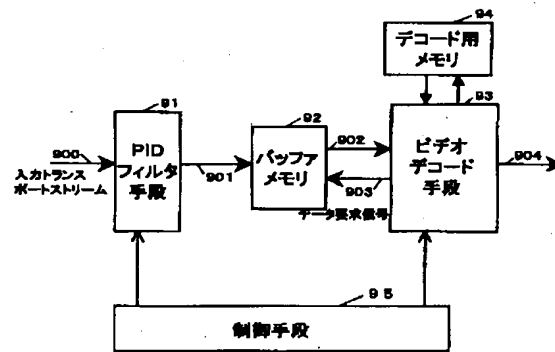 94
デコード用
メモリ
91
92
93
900
PID
フィルタ
手段
901
バッファ
メモリ
902
903
ビデオ
デコード
手段
904
入力トランス
ポートストリーム
データ要求信号
95
制御手段